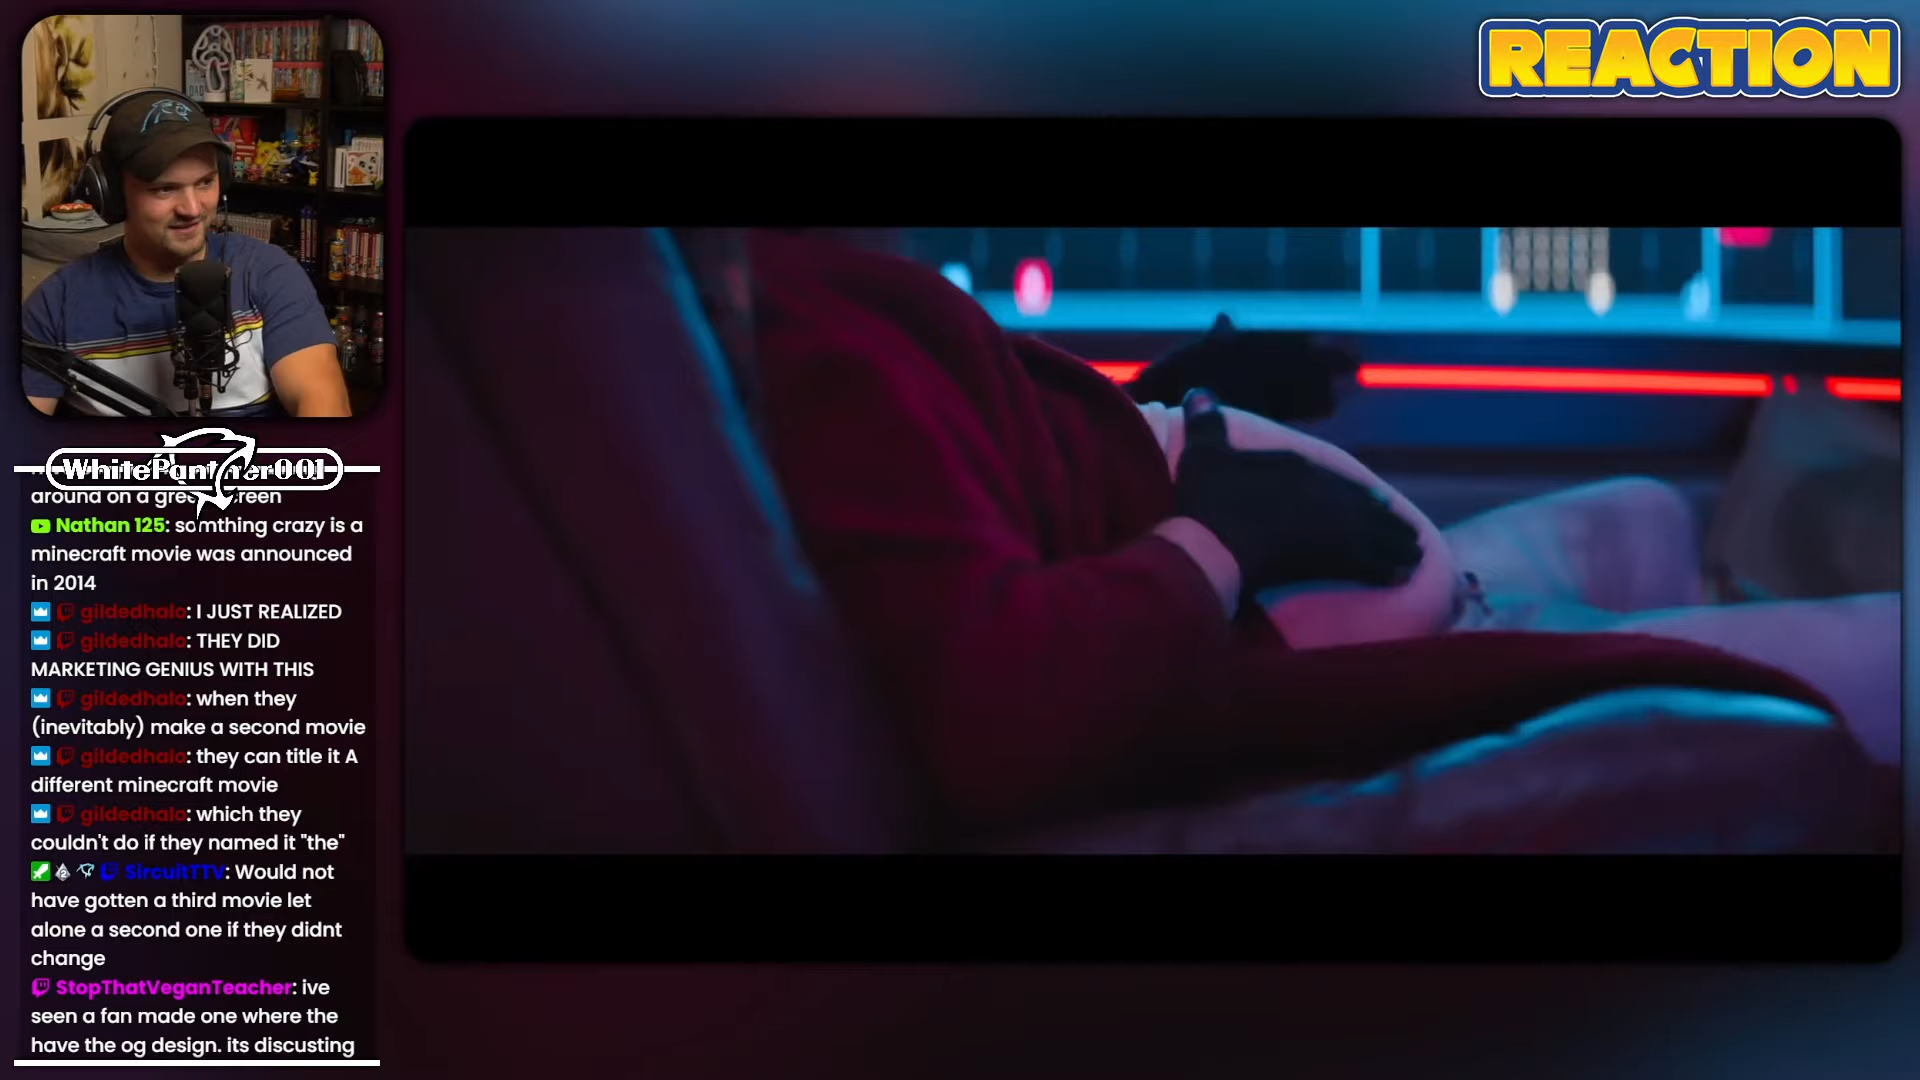 REACTION
WhitePanther001
around on a green screen
Nathan 125: somthing crazy is a
minecraft movie was announced
in 2014
gildedhalo: I JUST REALIZED
gildedhalo: THEY DID
MARKETING GENIUS WITH THIS
gildedhalo: when they
(inevitably) make a second movie
gildedhalo: they can title it A
different minecraft movie
gildedhalo: which they
couldn't do if they named it "the"
SircuitTTV: Would not
have gotten a third movie let
alone a second one if they didnt
change
StopThatVeganTeacher: ive
seen a fan made one where the
have the og design. its discusting